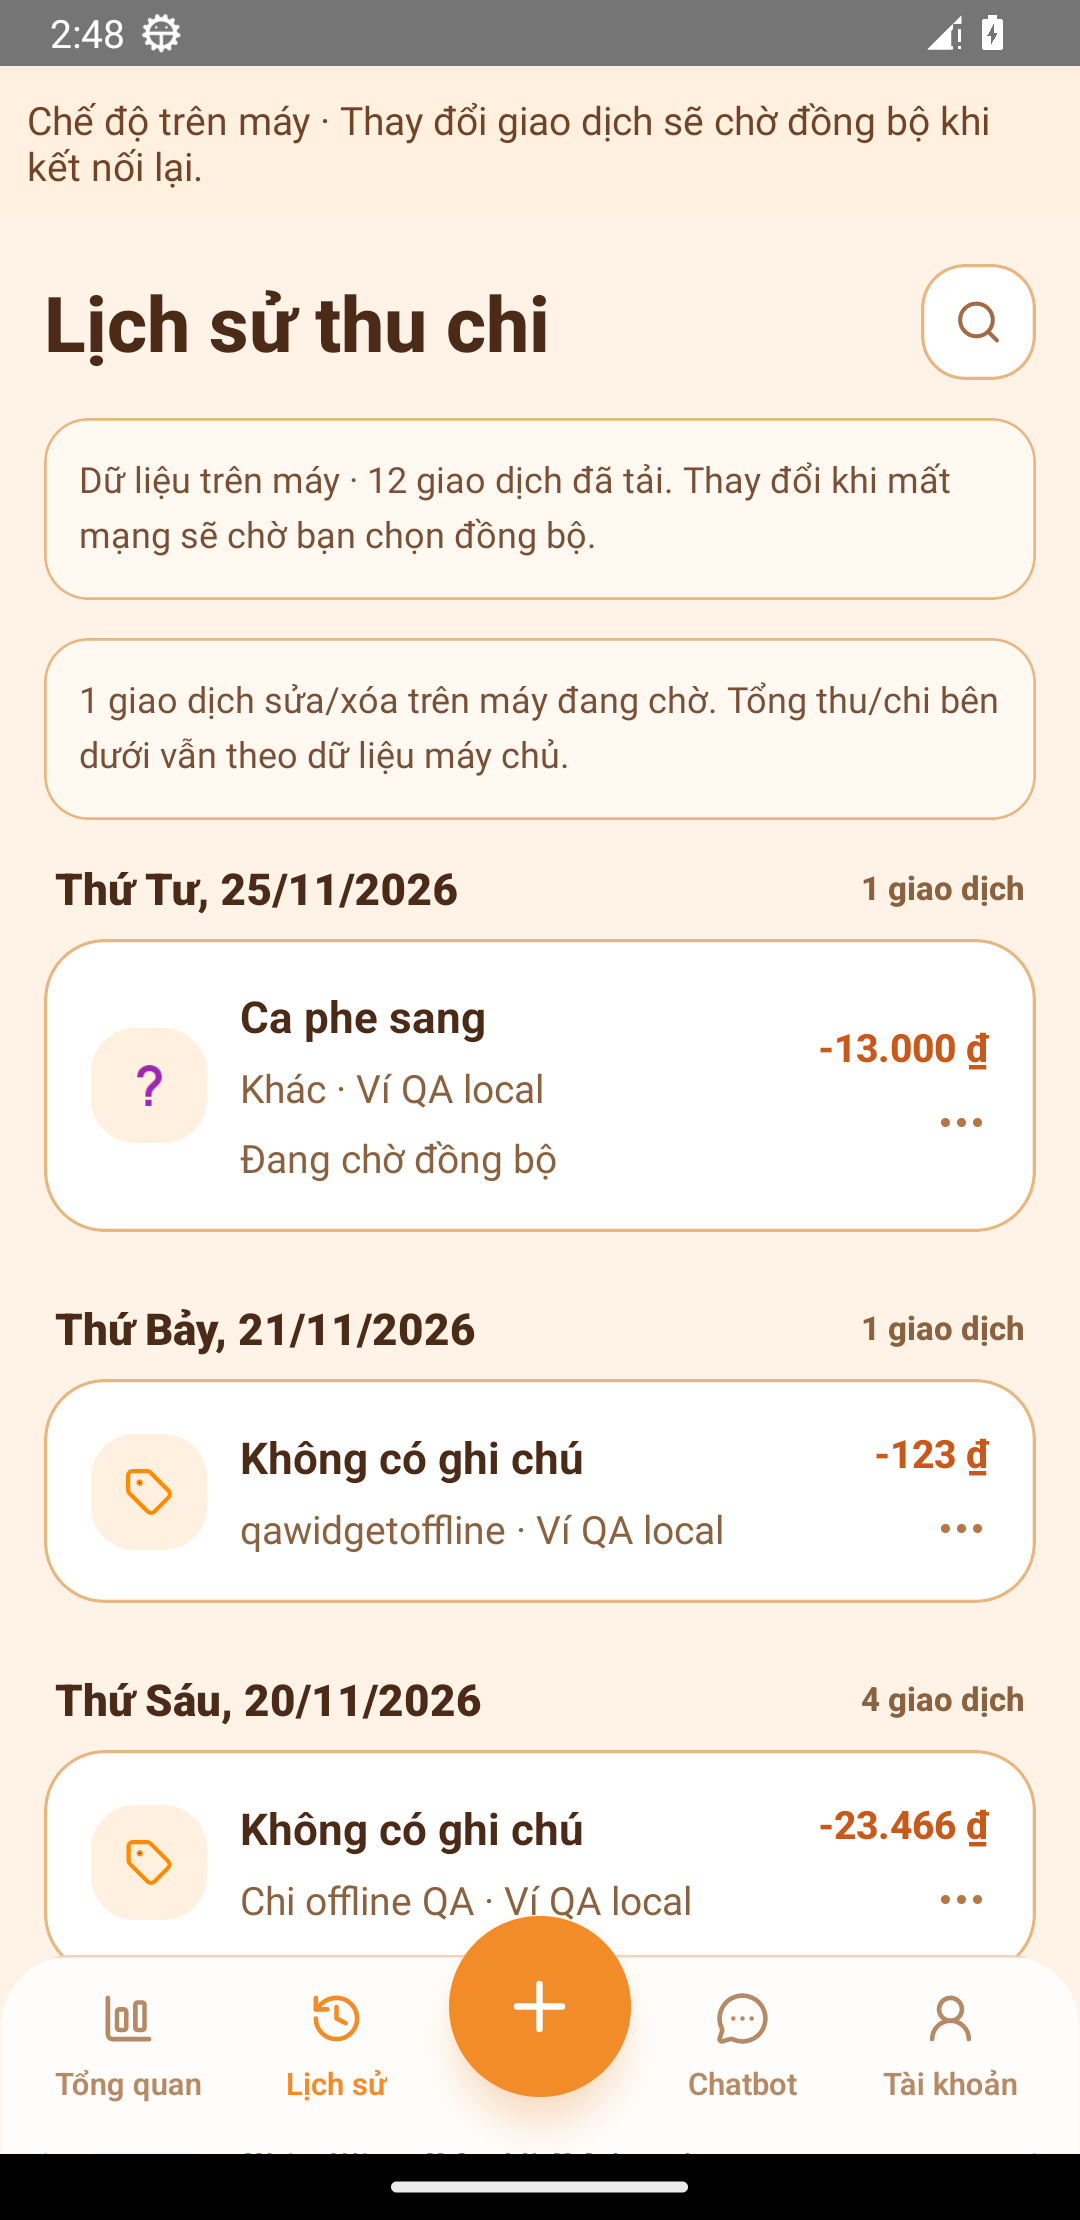 2:48
Chế độ trên máy · Thay đổi giao dịch sẽ chờ đồng bộ khi
kết nối lại.
Lịch sử thu chi
Dữ liệu trên máy · 12 giao dịch đã tải. Thay đổi khi mất
mạng sẽ chờ bạn chọn đồng bộ.
1 giao dịch sửa/xóa trên máy đang chờ. Tổng thu/chi bên
dưới vẫn theo dữ liệu máy chủ.
Thứ Tư, 25/11/2026
1 giao dịch
?
Ca phe sang
-13.000 ₫
Khác · Ví QA local
Đang chờ đồng bộ
Thứ Bảy, 21/11/2026
1 giao dịch
Không có ghi chú
-123 ₫
qawidgetoffline · Ví QA local
Thứ Sáu, 20/11/2026
4 giao dịch
Không có ghi chú
-23.466 ₫
Chi offline QA · Ví QA local
Tổng quan
Lịch sử
Chatbot
Tài khoản